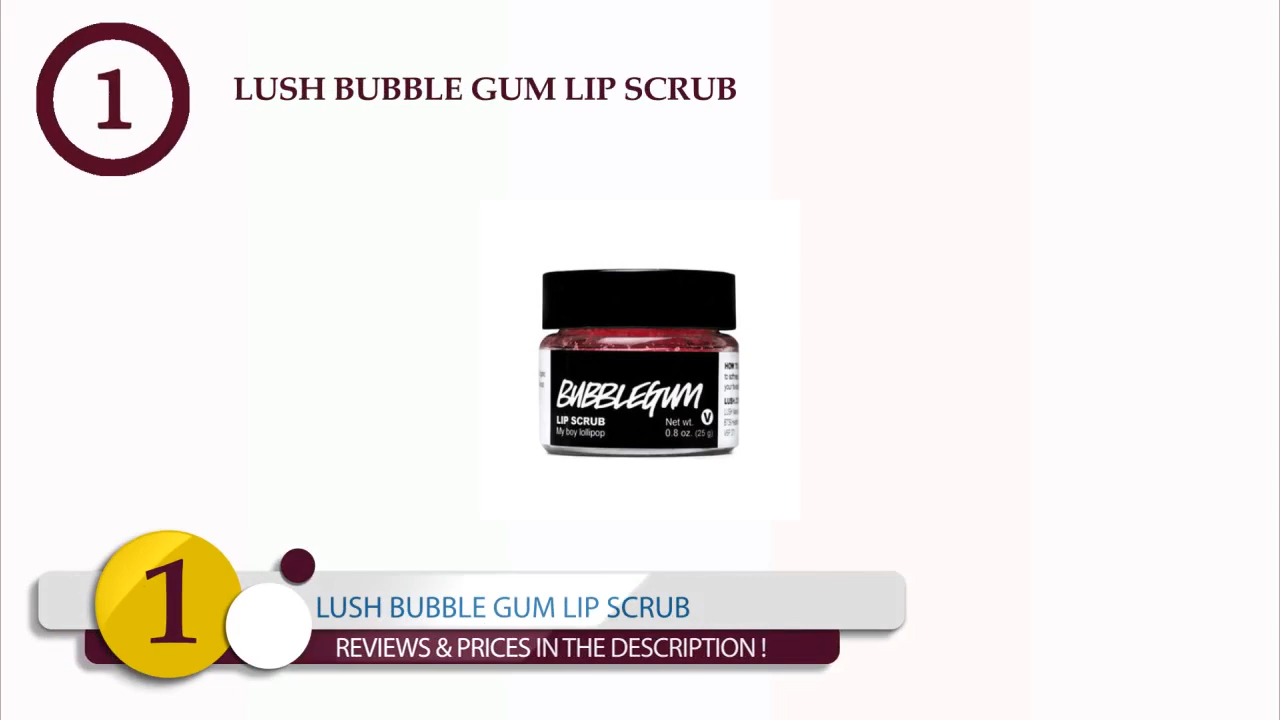 1
LUSH BUBBLE GUM LIP SCRUB
BUBBLEGUM
LIP SCRUB
My boy lollipop
Net wt.
0.8 oz. (25 g)
V
1
LUSH BUBBLE GUM LIP SCRUB
REVIEWS & PRICES IN THE DESCRIPTION !